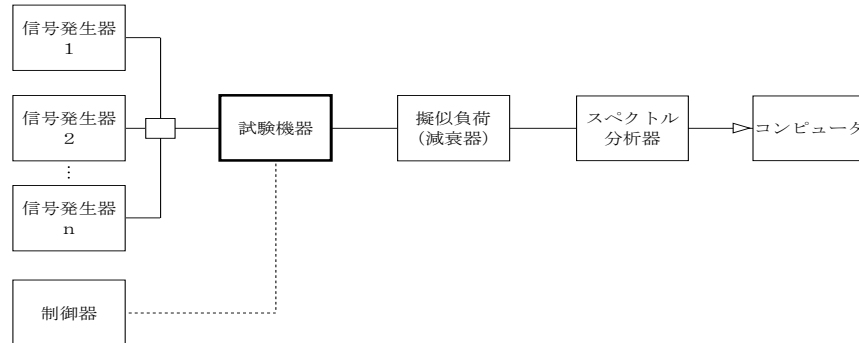 信号発生器
1
信号発生器
2
⋮
信号発生器
n
試験機器
擬似負荷
(減衰器)
スペクトル
分析器
コンピュータ
制御器